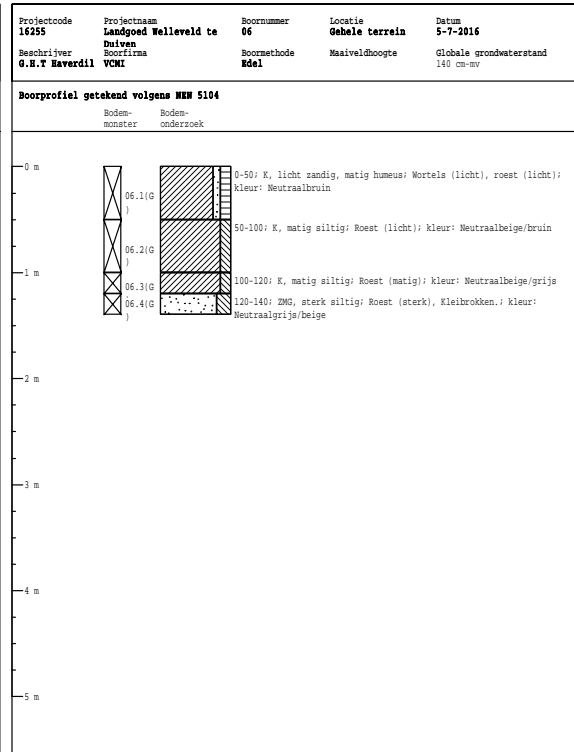 Projectcode Projectnaam Boornummer Locatie Datum
16255 Landgoed Welleveld te Duiven 06 Gehele terrein 5-7-2016
Beschrijver Boorfirma Boormethode Maaiveldhoogte Globale grondwaterstand
G.H.T Haverdil VCMI Edel 140 cm-mv
Boorprofiel getekend volgens NEN 5104
Bodem- Bodem-
monster onderzoek
0 m
0-50; K, licht zandig, matig humeus; Wortels (licht), roest (licht);
kleur: Neutraalbruin
06.1(G
)
50-100; K, matig siltig; Roest (licht); kleur: Neutraalbeige/bruin
06.2(G
)
1 m
100-120; K, matig siltig; Roest (matig); kleur: Neutraalbeige/grijs
06.3(G
)
120-140; ZMG, sterk siltig; Roest (sterk), Kleibrokken.; kleur:
Neutraalgrijs/beige
06.4(G
)
2 m
3 m
4 m
5 m